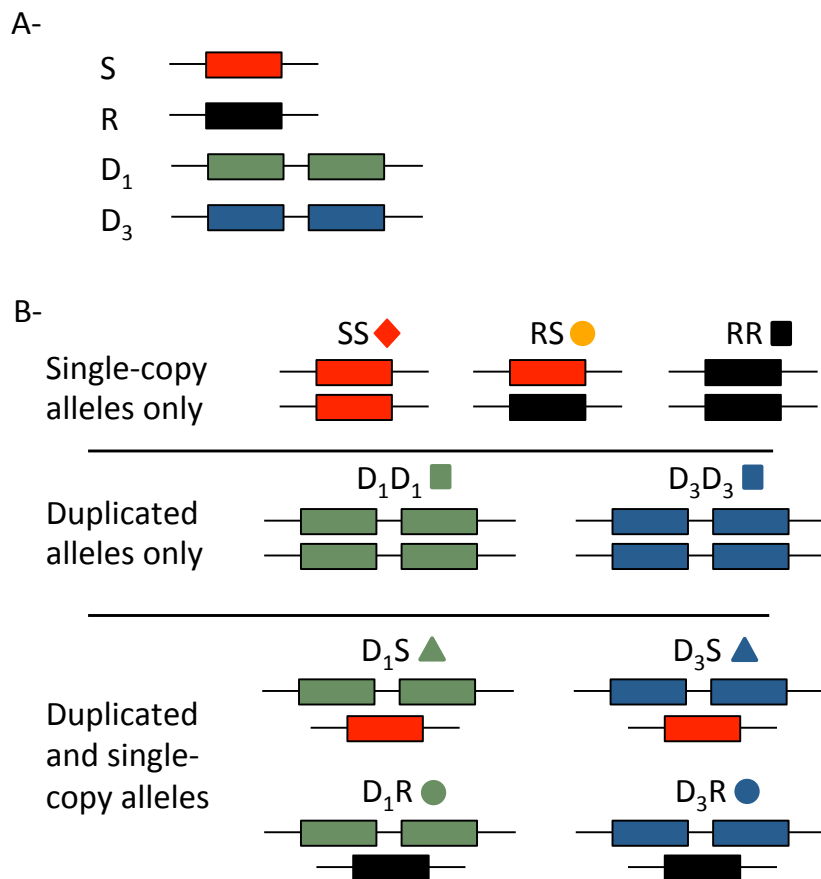 A-
S
R
D₁
D₃
B-
SS RS RR
Single-copy
alleles only
D₁D₁ D₃D₃
Duplicated
alleles only
D₁S D₃S
Duplicated
and single-
copy alleles
D₁R D₃R